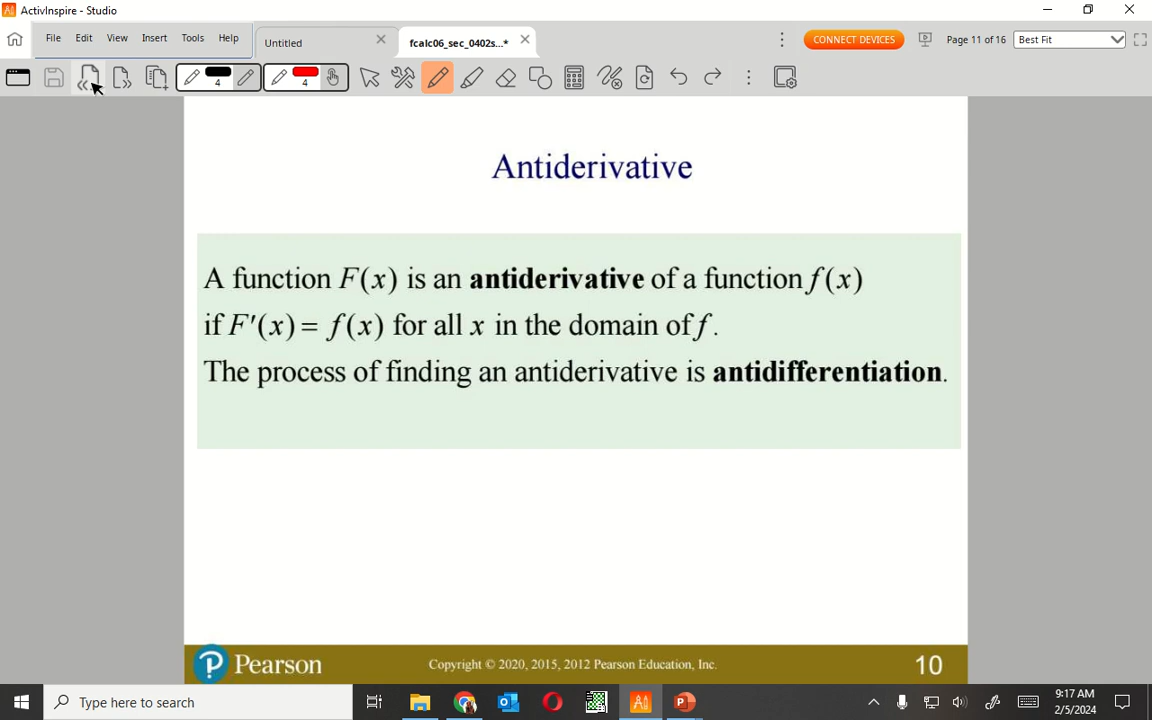 ActivInspire - Studio
File Edit View Insert Tools Help
Untitled
fcalc06_sec_0402s...*
CONNECT DEVICES
Page 11 of 16
Best Fit
4
4
Antiderivative
A function F(x) is an antiderivative of a function f(x)
if F′(x) = f(x) for all x in the domain of f.
The process of finding an antiderivative is antidifferentiation.
Pearson
Copyright © 2020, 2015, 2012 Pearson Education, Inc.
10
Type here to search
9:17 AM
2/5/2024